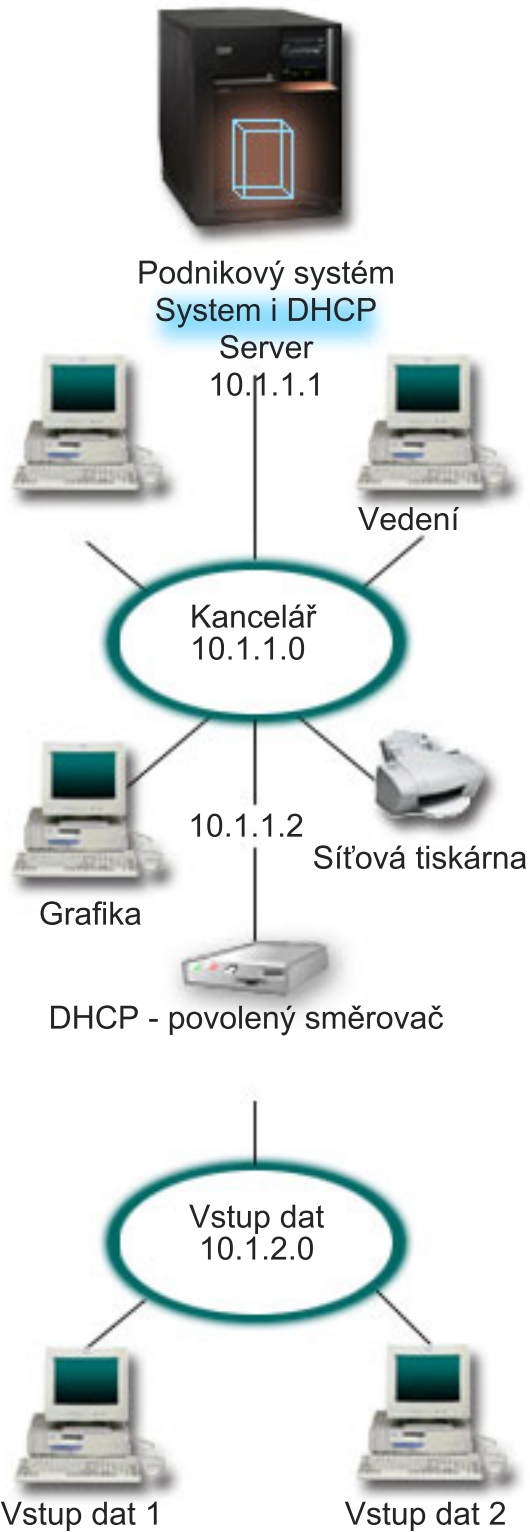 Podnikový systém
System i DHCP
Server
10.1.1.1
Vedení
Kancelář
10.1.1.0
10.1.1.2
Síťová tiskárna
Grafika
DHCP - povolený směrovač
Vstup dat
10.1.2.0
Vstup dat 1
Vstup dat 2